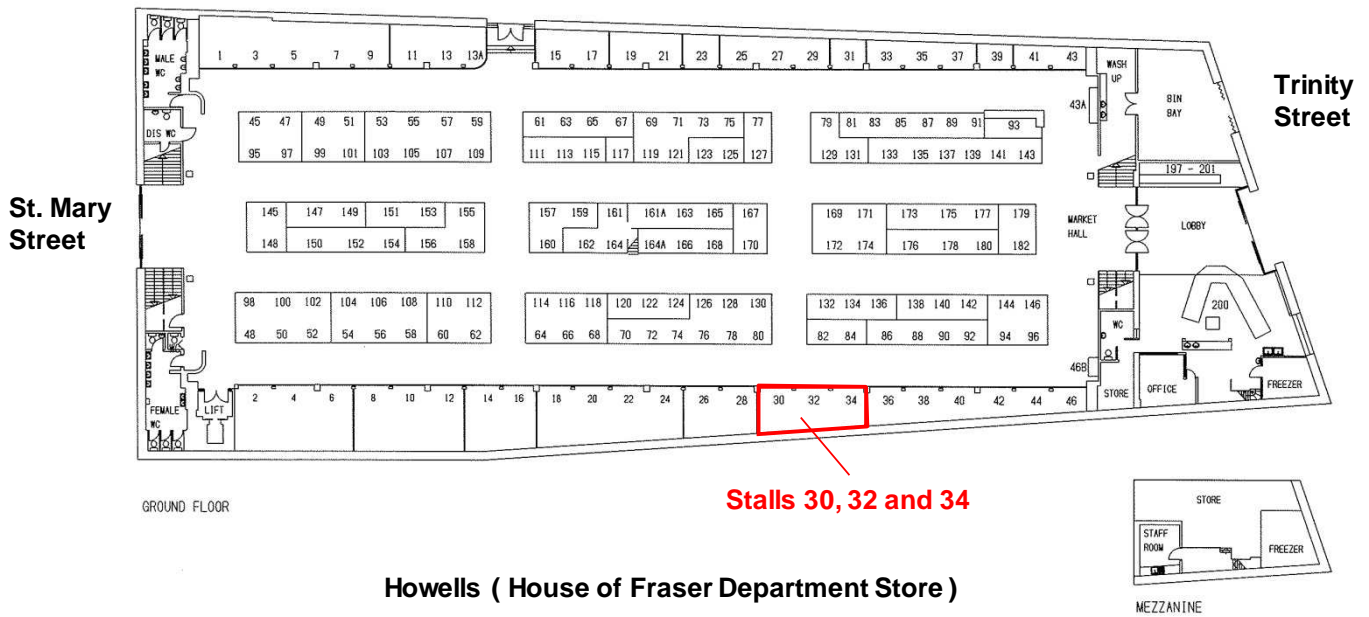 1 3 5 7 9 11 13 13A 15 17 19 21 23 25 27 29 31 33 35 37 39 41 43
MALE
WC
WASH
UP
BIN
BAY
Trinity
Street
43A
DIS WC
45 47 49 51 53 55 57 59
95 97 99 101 103 105 107 109
61 63 65 67 69 71 73 75 77
111 113 115 117 119 121 123 125 127
79 81 83 85 87 89 91 93
129 131 133 135 137 139 141 143
197 - 201
St. Mary
Street
145 147 149 151 153 155
148 150 152 154 156 158
157 159 161 161A 163 165 167
160 162 164 164A 166 168 170
169 171 173 175 177 179
172 174 176 178 180 182
MARKET
HALL
LOBBY
98 100 102 104 106 108 110 112
48 50 52 54 56 58 60 62
114 116 118 120 122 124 126 128 130
64 66 68 70 72 74 76 78 80
132 134 136 138 140 142 144 146
82 84 86 88 90 92 94 96
200
WC
46B
STORE
OFFICE
FREEZER
FEMALE
WC
LIFT
2 4 6 8 10 12 14 16 18 20 22 24 26 28 30 32 34 36 38 40 42 44 46
GROUND FLOOR
Stalls 30, 32 and 34
STORE
STAFF
ROOM
FREEZER
Howells ( House of Fraser Department Store )
MEZZANINE